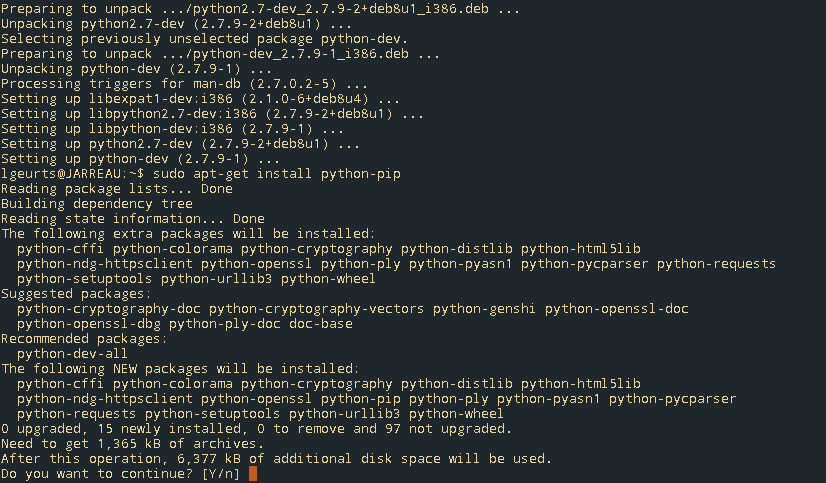 Preparing to unpack .../python2.7-dev_2.7.9-2+deb8u1_i386.deb ...
Unpacking python2.7-dev (2.7.9-2+deb8u1) ...
Selecting previously unselected package python-dev.
Preparing to unpack .../python-dev_2.7.9-1_i386.deb ...
Unpacking python-dev (2.7.9-1) ...
Processing triggers for man-db (2.7.0.2-5) ...
Setting up libexpat1-dev:i386 (2.1.0-6+deb8u4) ...
Setting up libpython2.7-dev:i386 (2.7.9-2+deb8u1) ...
Setting up libpython-dev:i386 (2.7.9-1) ...
Setting up python2.7-dev (2.7.9-2+deb8u1) ...
Setting up python-dev (2.7.9-1) ...
lgeurts@JARREAU:~$ sudo apt-get install python-pip
Reading package lists... Done
Building dependency tree
Reading state information... Done
The following extra packages will be installed:
  python-cffi python-colorama python-cryptography python-distlib python-html5lib
  python-ndg-httpsclient python-openssl python-ply python-pyasn1 python-pycparser python-requests
  python-setuptools python-urllib3 python-wheel
Suggested packages:
  python-cryptography-doc python-cryptography-vectors python-genshi python-openssl-doc
  python-openssl-dbg python-ply-doc doc-base
Recommended packages:
  python-dev-all
The following NEW packages will be installed:
  python-cffi python-colorama python-cryptography python-distlib python-html5lib
  python-ndg-httpsclient python-openssl python-pip python-ply python-pyasn1 python-pycparser
  python-requests python-setuptools python-urllib3 python-wheel
0 upgraded, 15 newly installed, 0 to remove and 97 not upgraded.
Need to get 1,365 kB of archives.
After this operation, 6,377 kB of additional disk space will be used.
Do you want to continue? [Y/n]